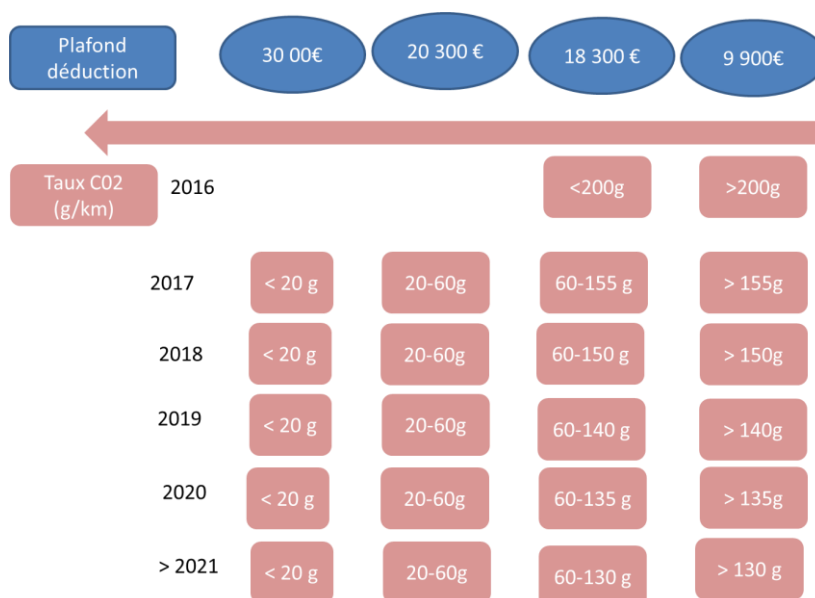 Plafond
déduction
30 00€
20 300 €
18 300 €
9 900€
Taux C02
(g/km)
2016
<200g
>200g
2017
< 20 g
20-60g
60-155 g
> 155g
2018
< 20 g
20-60g
60-150 g
> 150g
2019
< 20 g
20-60g
60-140 g
> 140g
2020
< 20 g
20-60g
60-135 g
> 135g
> 2021
< 20 g
20-60g
60-130 g
> 130 g